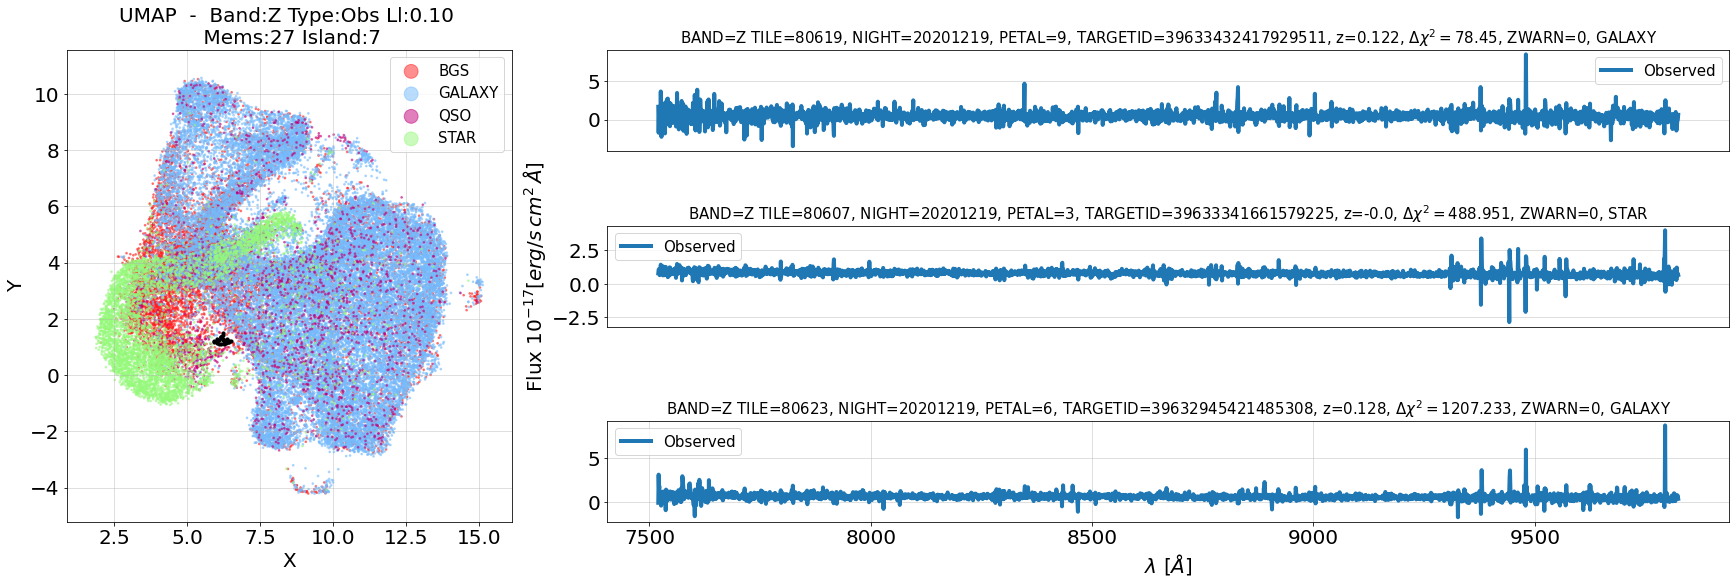 UMAP - Band:Z Type:Obs Ll:0.10
Mems:27 Island:7
BGS
GALAXY
QSO
STAR
10
8
6
4
2
0
−2
−4
Y
2.5
5.0
7.5
10.0
12.5
15.0
X
Flux 10⁻¹⁷[erg/s cm² Å]
BAND=Z TILE=80619, NIGHT=20201219, PETAL=9, TARGETID=39633432417929511, z=0.122, Δχ² = 78.45, ZWARN=0, GALAXY
Observed
5
0
BAND=Z TILE=80607, NIGHT=20201219, PETAL=3, TARGETID=39633341661579225, z=-0.0, Δχ² = 488.951, ZWARN=0, STAR
Observed
2.5
0.0
−2.5
BAND=Z TILE=80623, NIGHT=20201219, PETAL=6, TARGETID=39632945421485308, z=0.128, Δχ² = 1207.233, ZWARN=0, GALAXY
Observed
5
0
7500
8000
8500
9000
9500
λ [Å]